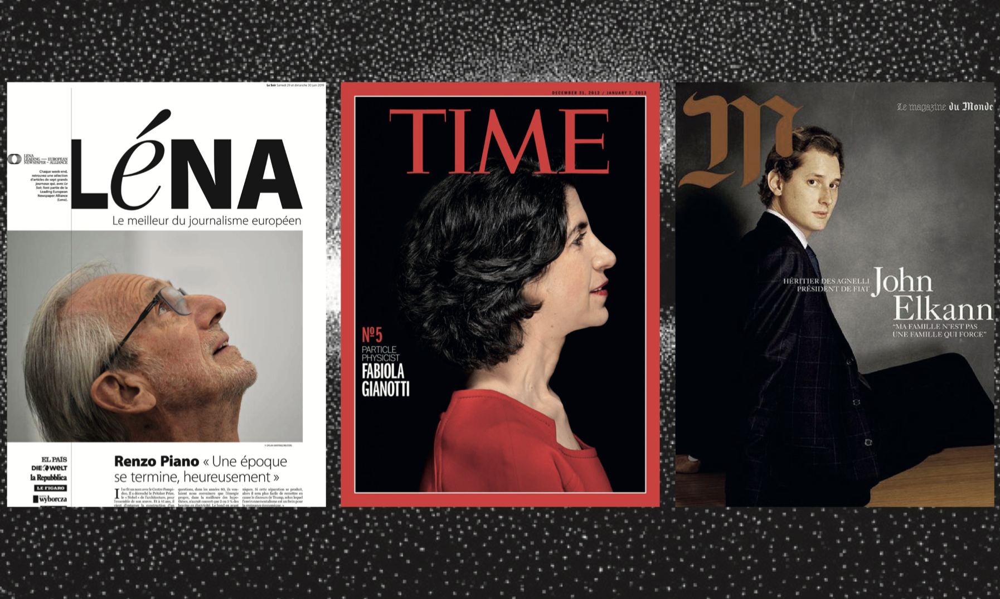 Le Soir Samedi 29 et dimanche 30 juin 2019
LéNA
LENA
LEADING — EUROPEAN
NEWSPAPER – ALLIANCE
Chaque week-end,
retrouvez une sélection
d'articles de sept grands
journaux qui, avec Le
Soir, font partie de la
Leading European
Newspaper Alliance
(Lena).
Le meilleur du journalisme européen
© DYLAN MARTINEZ/REUTERS
EL PAÍS
DIE WELT
la Repubblica
LE FIGARO
wyborcza
Renzo Piano « Une époque
se termine, heureusement »
Il se fit un nom avec le Centre Pompi-
dou. Il a décroché le Pritzker Prize,
le « Nobel » de l'architecture, pour
l'ensemble de son œuvre. Et à 81 ans, il
vient d'entamer la construction d'un
questions, dans les années 80, ils vou-
laient nous convaincre que l'énergie
propre, dans la meilleure des hypo-
thèses, n'aurait couvert que 2 ou 3 % des
besoins en électricité. Le bond en avant
niques. Si cette séparation se produit,
alors il sera plus facile de remettre en
cause le discours de Trump, selon lequel
l'environnementalisme est un frein pour
la croissance économique. »
DECEMBER 31, 2012 / JANUARY 7, 2013
TIME
Nº5
PARTICLE
PHYSICIST
FABIOLA
GIANOTTI
M
Le magazine du Monde
HÉRITIER DES AGNELLI
PRÉSIDENT DE FIAT
John
Elkann
“MA FAMILLE N'EST PAS
UNE FAMILLE QUI FORCE”